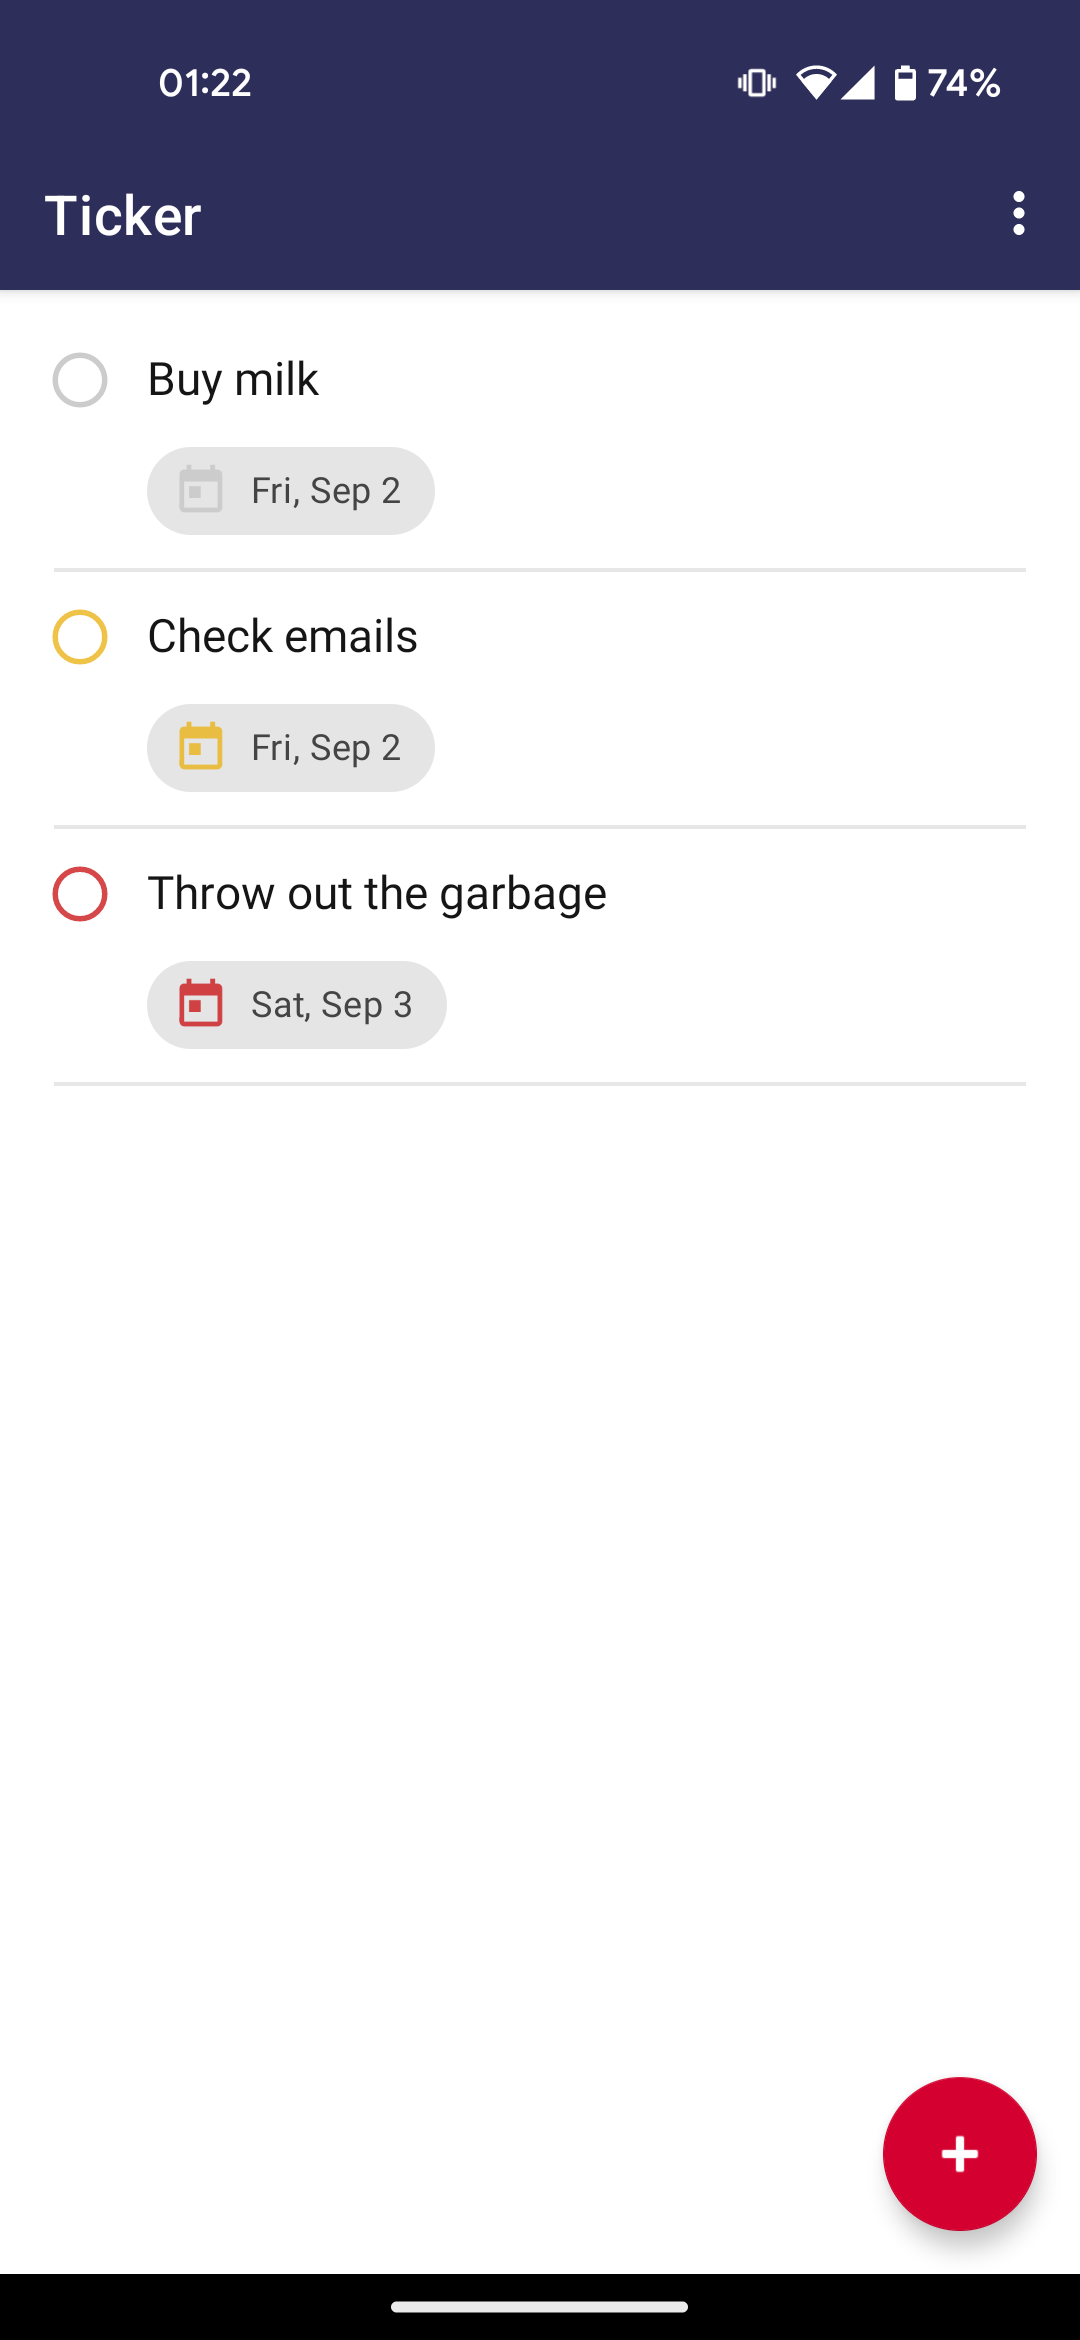 01:22 74%
Ticker
Buy milk
Fri, Sep 2
Check emails
Fri, Sep 2
Throw out the garbage
Sat, Sep 3